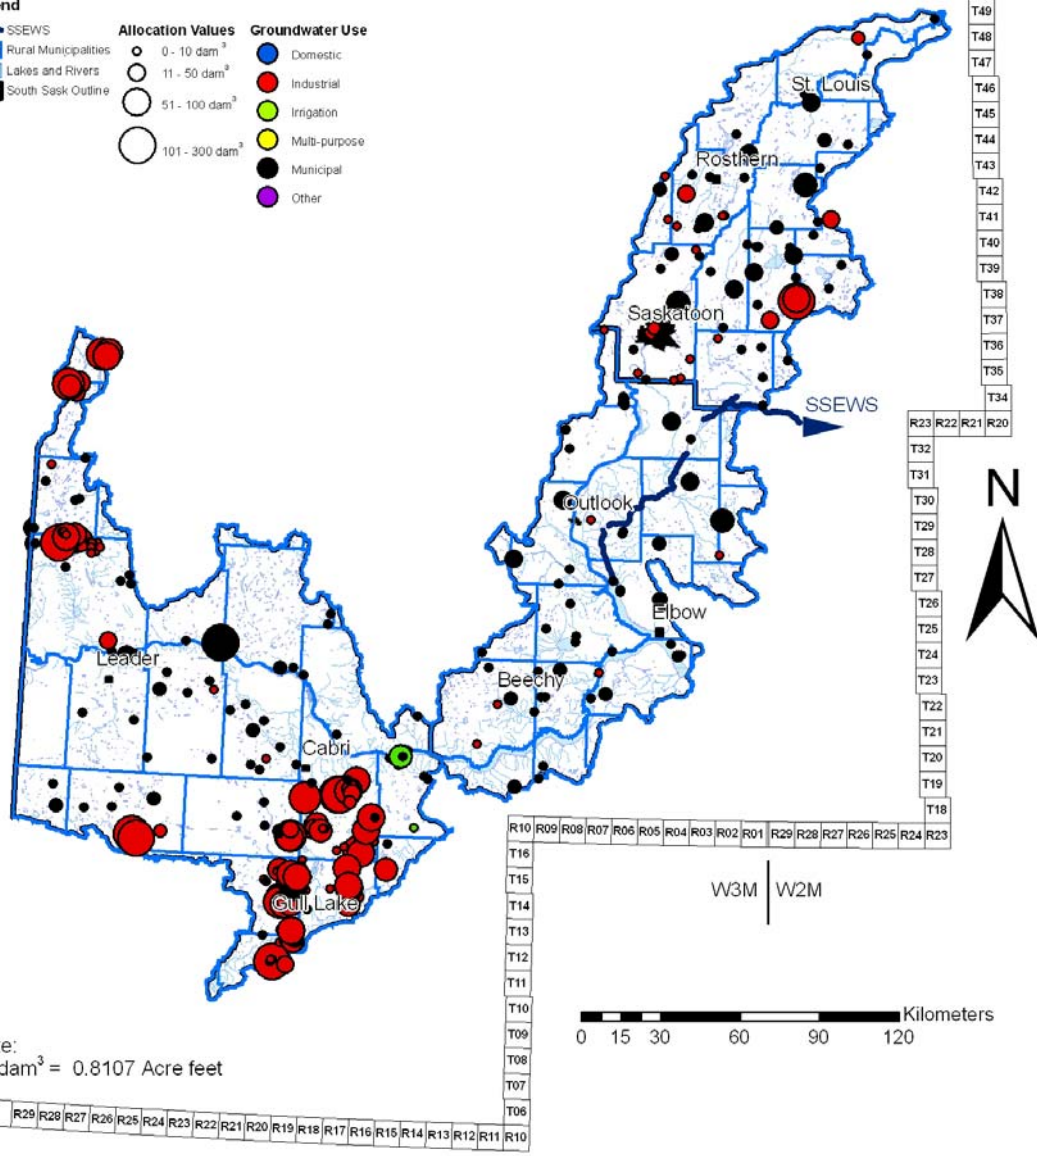 nd
SSEWS
Rural Municipalities
Lakes and Rivers
South Sask Outline
Allocation Values
0 - 10 dam³
11 - 50 dam³
51 - 100 dam³
101 - 300 dam³
Groundwater Use
Domestic
Industrial
Irrigation
Multi-purpose
Municipal
Other
St. Louis
Rosthern
Saskatoon
SSEWS
Outlook
Elbow
Beechy
Leader
Cabri
Gull Lake
T49
T48
T47
T46
T45
T44
T43
T42
T41
T40
T39
T38
T37
T36
T35
T34
R23 R22 R21 R20
T32
T31
T30
T29
T28
T27
T26
T25
T24
T23
T22
T21
T20
T19
T18
R10 R09 R08 R07 R06 R05 R04 R03 R02 R01 R29 R28 R27 R26 R25 R24 R23
T16
T15
T14
T13
T12
T11
T10
T09
T08
T07
T06
R29 R28 R27 R26 R25 R24 R23 R22 R21 R20 R19 R18 R17 R16 R15 R14 R13 R12 R11 R10
N
W3M W2M
Kilometers
0 15 30 60 90 120
e:
dam³ = 0.8107 Acre feet